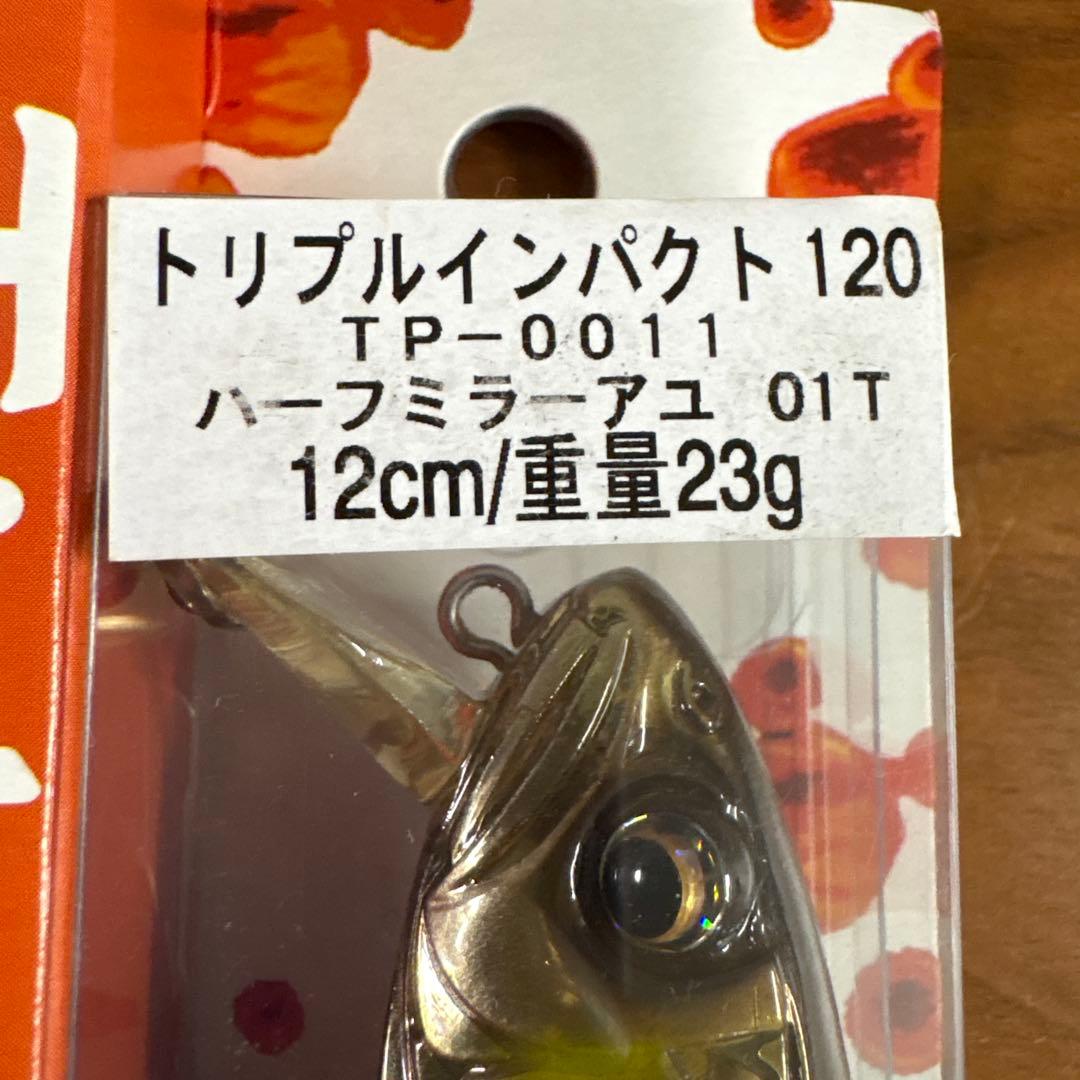 トリプルインパクト120
TP-0011
ハーフミラーアユ 01T
12cm/重量23g